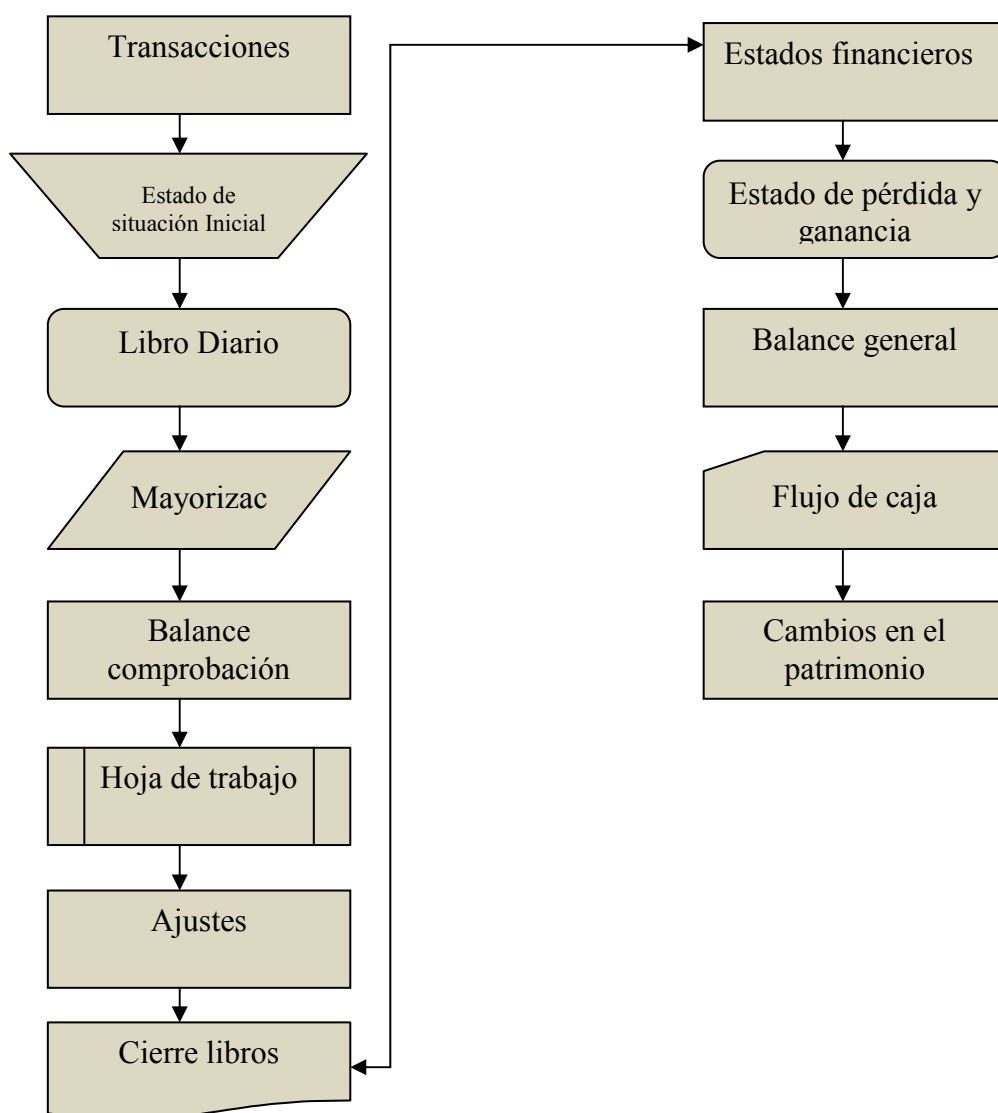 Transacciones
Estado de
situación Inicial
Libro Diario
Mayorizac
Balance
comprobación
Hoja de trabajo
Ajustes
Cierre libros
Estados financieros
Estado de pérdida y
ganancia
Balance general
Flujo de caja
Cambios en el
patrimonio